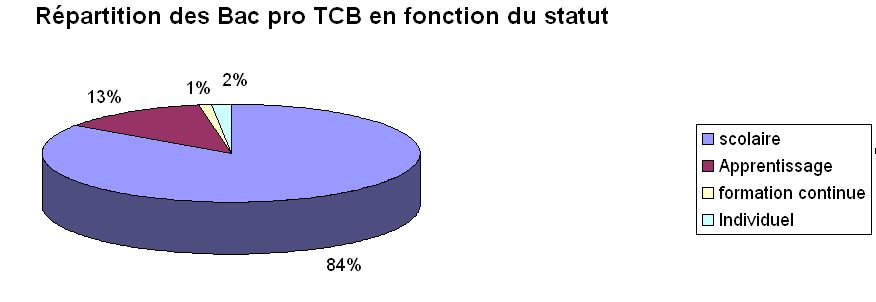 Répartition des Bac pro TCB en fonction du statut
2%
1%
13%
84%
scolaire
Apprentissage
formation continue
Individuel